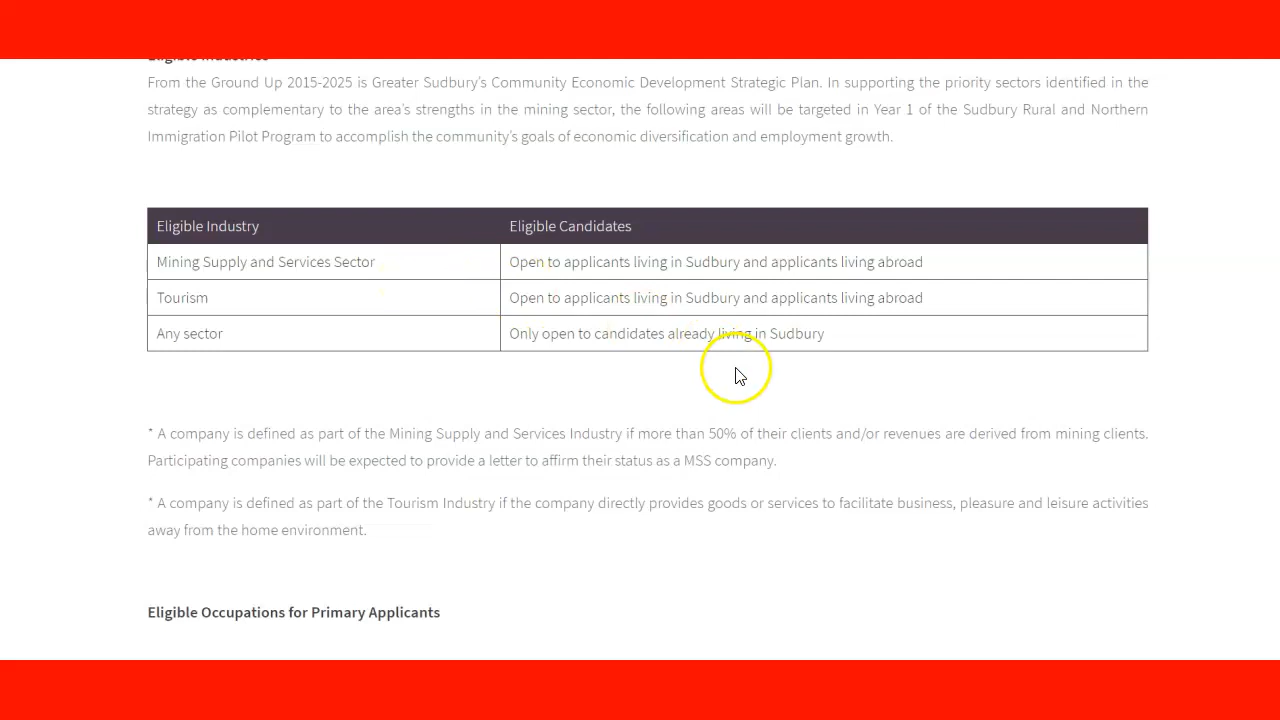 Eligible Industries
From the Ground Up 2015-2025 is Greater Sudbury's Community Economic Development Strategic Plan. In supporting the priority sectors identified in the
strategy as complementary to the area's strengths in the mining sector, the following areas will be targeted in Year 1 of the Sudbury Rural and Northern
Immigration Pilot Program to accomplish the community's goals of economic diversification and employment growth.
Eligible Industry Eligible Candidates
Mining Supply and Services Sector Open to applicants living in Sudbury and applicants living abroad
Tourism Open to applicants living in Sudbury and applicants living abroad
Any sector Only open to candidates already living in Sudbury
* A company is defined as part of the Mining Supply and Services Industry if more than 50% of their clients and/or revenues are derived from mining clients.
Participating companies will be expected to provide a letter to affirm their status as a MSS company.
* A company is defined as part of the Tourism Industry if the company directly provides goods or services to facilitate business, pleasure and leisure activities
away from the home environment.
Eligible Occupations for Primary Applicants